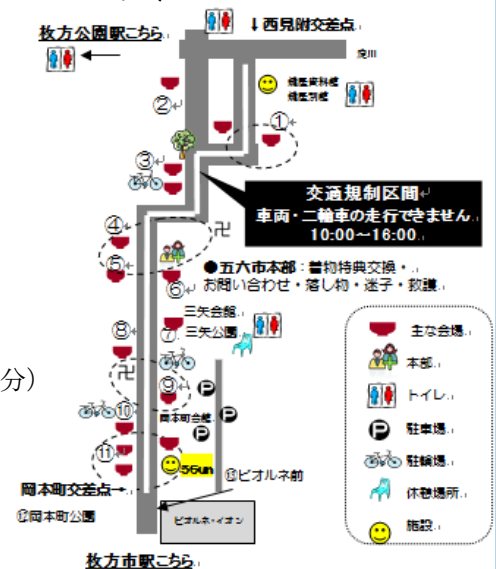 ↓西見附交差点
枚方公園駅こちら
淀川
鍵屋資料館
鍵屋別館
①
②
③
交通規制区間
車両・二輪車の走行できません
10:00~16:00
④
卍
⑤
●五六市本部:着物特典交換・
お問い合わせ・落し物・迷子・救護
⑥
三矢会館
⑦
三矢公園
⑧
主な会場
本部
卍
分)
⑨
トイレ
岡本町会館
P
P
P
駐車場
⑩
駐輪場
⑪
56un
⑬ビオルネ前
休憩場所
岡本町交差点→
⑫岡本町公園
ビオルネ・イオン
施設
枚方市駅こちら